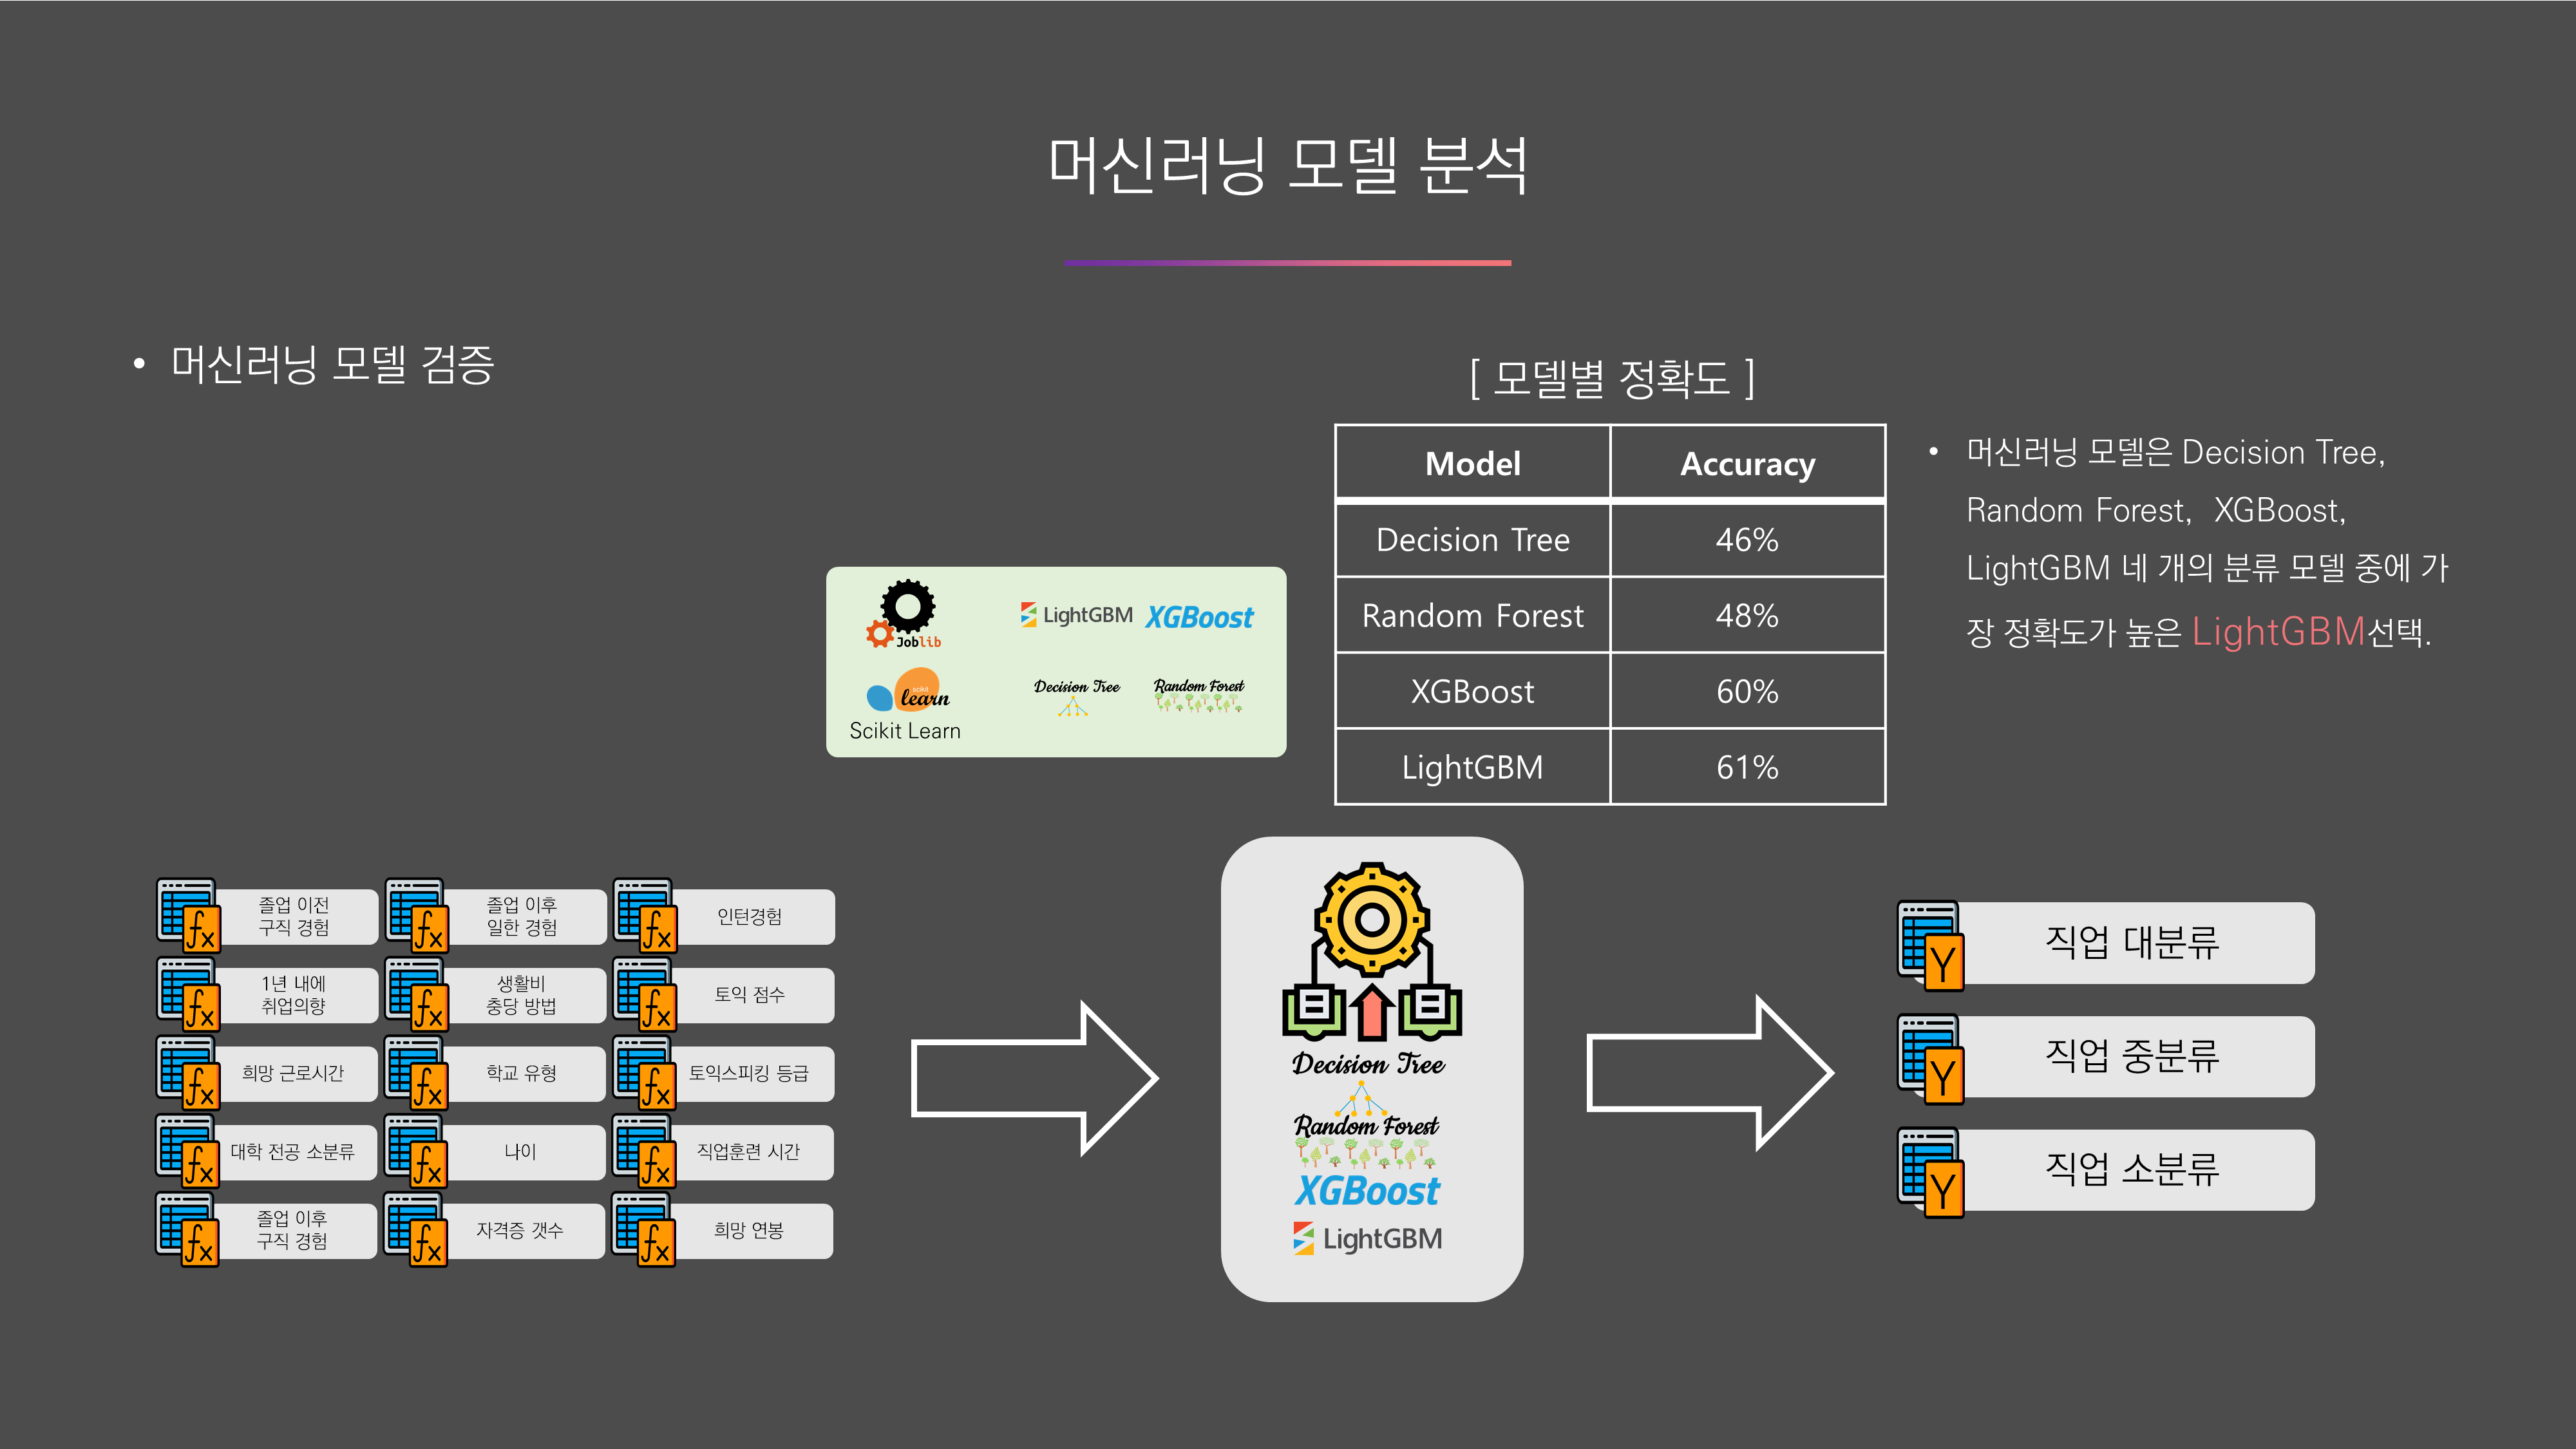 머신러닝 모델 분석
• 머신러닝 모델 검증
[ 모델별 정확도 ]
Model Accuracy
Decision Tree 46%
Random Forest 48%
XGBoost 60%
LightGBM 61%
• 머신러닝 모델은 Decision Tree,
Random Forest, XGBoost,
LightGBM 네 개의 분류 모델 중에 가
장 정확도가 높은 LightGBM선택.
Joblib
LightGBM XGBoost
scikit
learn
Scikit Learn
Decision Tree Random Forest
fx 졸업 이전
구직 경험
fx 졸업 이후
일한 경험
fx 인턴경험
fx 1년 내에
취업의향
fx 생활비
충당 방법
fx 토익 점수
fx 희망 근로시간
fx 학교 유형
fx 토익스피킹 등급
fx 대학 전공 소분류
fx 나이
fx 직업훈련 시간
fx 졸업 이후
구직 경험
fx 자격증 갯수
fx 희망 연봉
Decision Tree
Random Forest
XGBoost
LightGBM
Y 직업 대분류
Y 직업 중분류
Y 직업 소분류